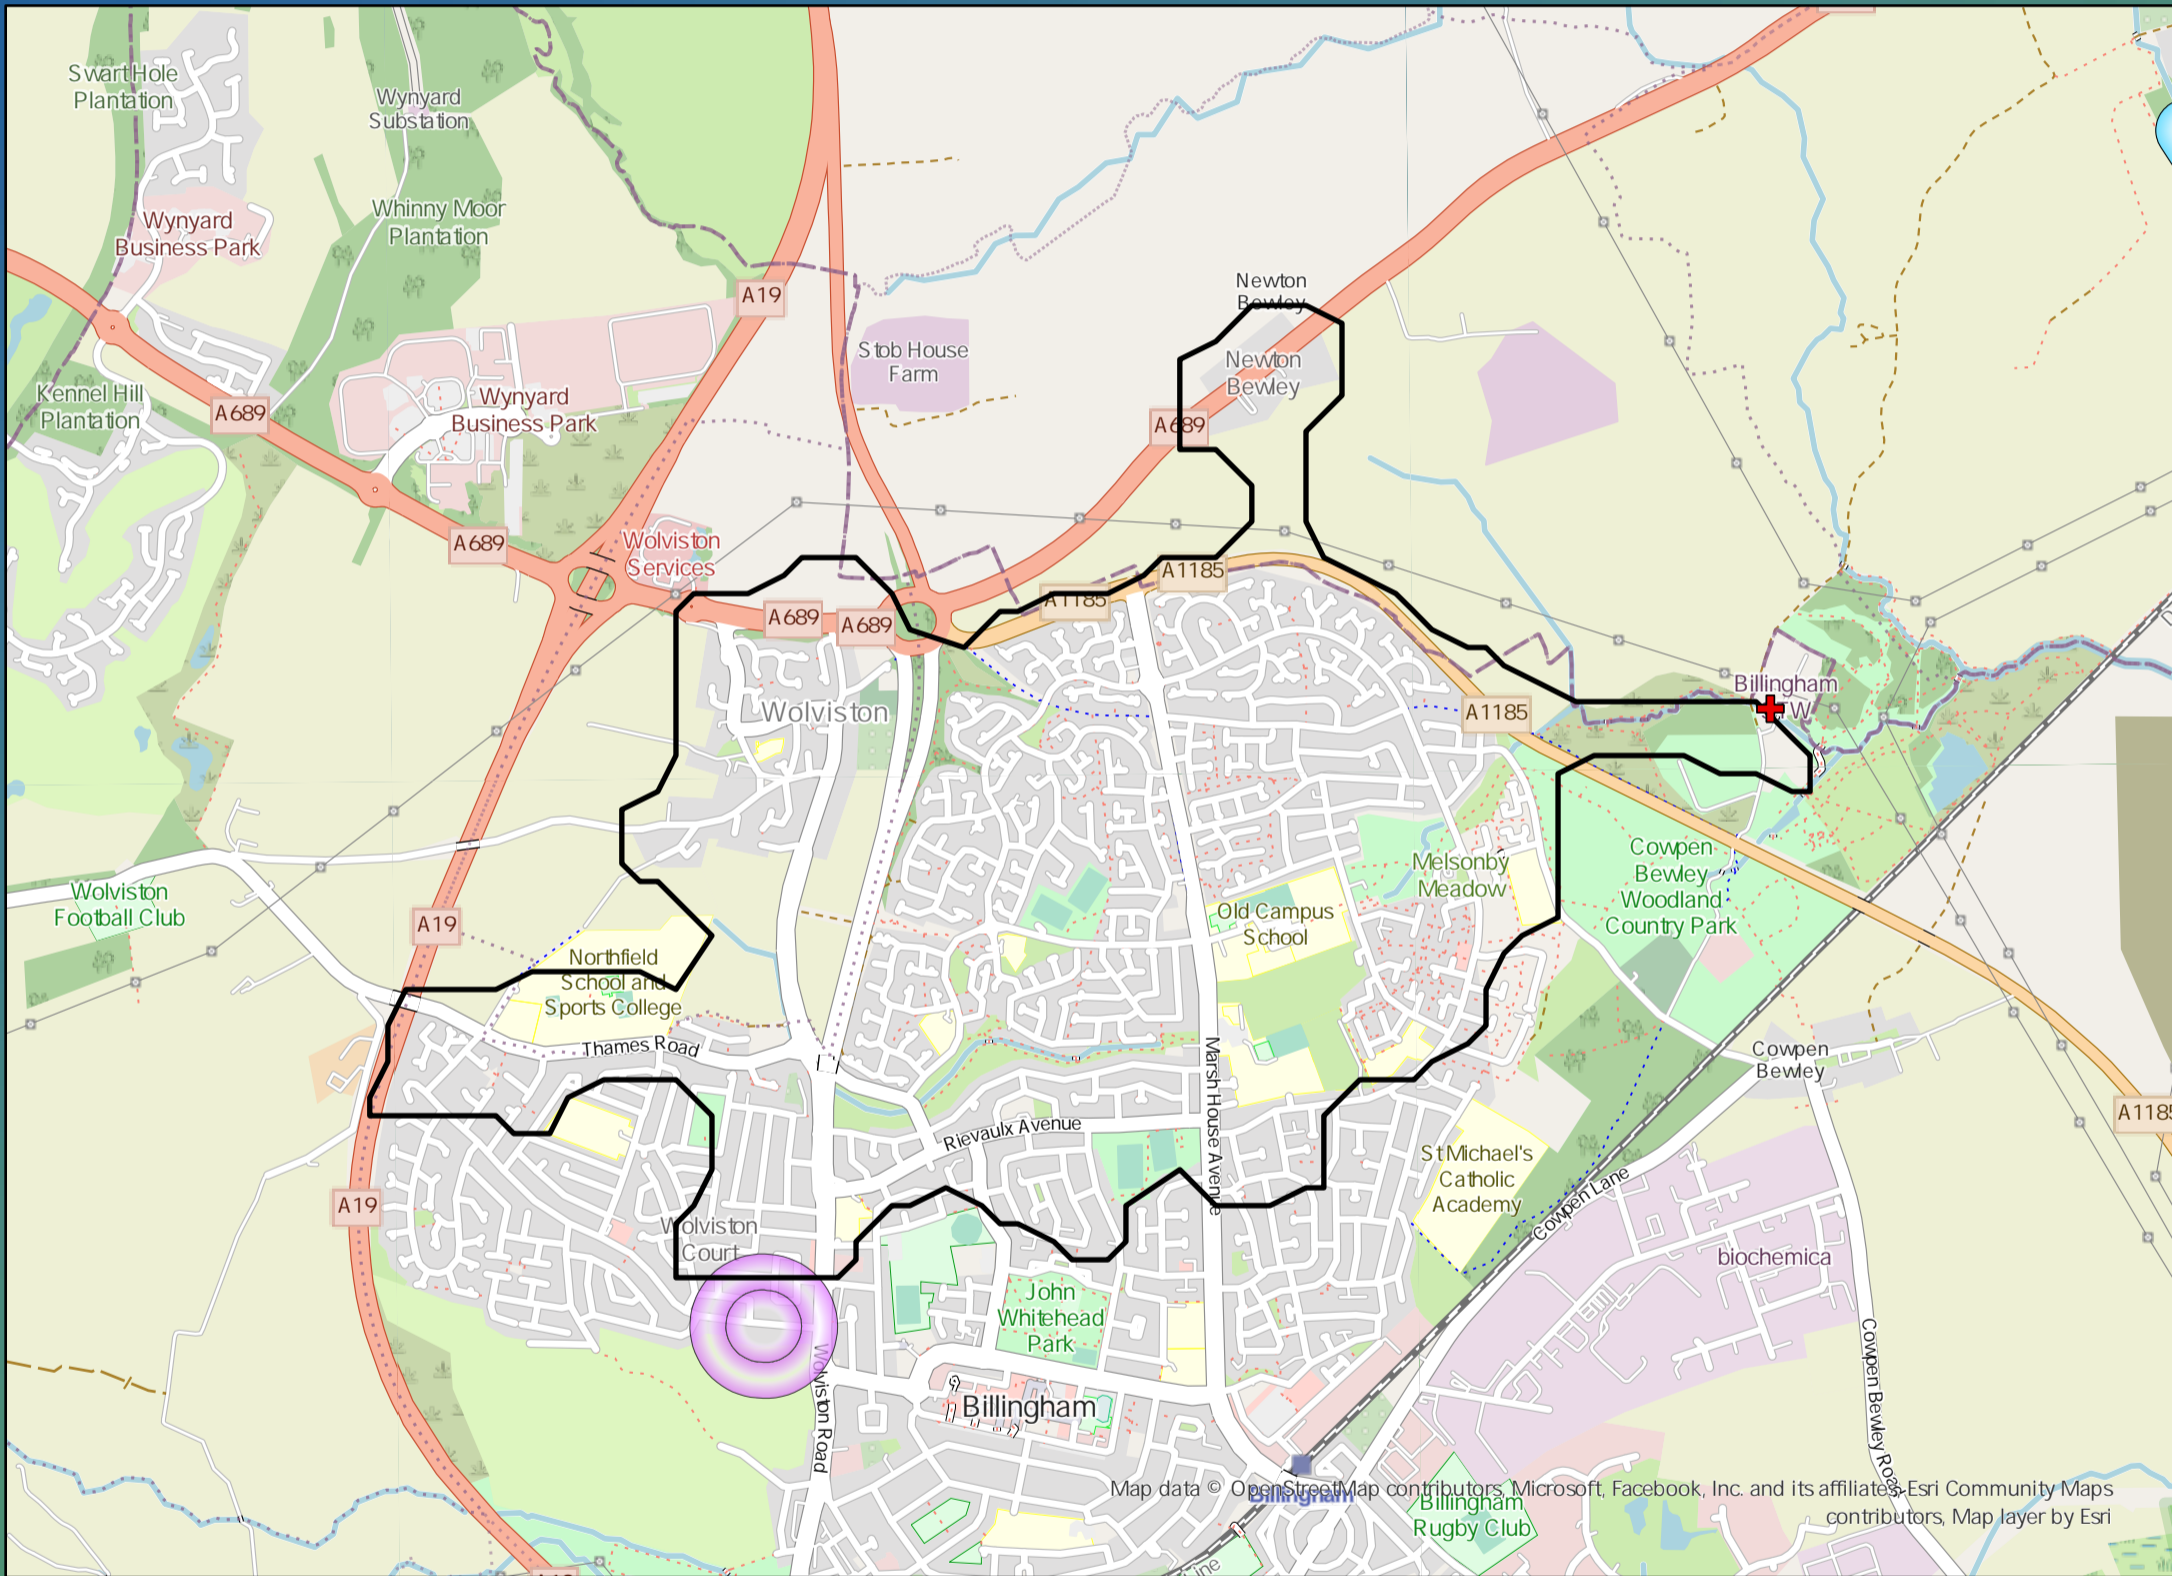 Swart Hole
Plantation
Wynyard
Substation
Wynyard
Business Park
Whinny Moor
Plantation
A19
Newton
Bewley
Stob House
Farm
Newton
Bewley
Kennel Hill
Plantation
A689
Wynyard
Business Park
A689
A689
Wolviston
Services
A1185
A1185
A689
A689
Wolviston
A1185
Billingham
TW
Wolviston
Football Club
A19
Melsonby
Meadow
Cowpen
Bewley
Woodland
Country Park
Old Campus
School
Northfield
School and
Sports College
Thames Road
Marsh House Avenue
Cowpen
Bewley
A1185
Rievaulx Avenue
St Michael's
Catholic
Academy
Cowpen Lane
A19
Wolviston
Court
biochemica
John
Whitehead
Park
Wolviston Road
Billingham
Cowpen Bewley Road
Map data © OpenStreetMap contributors, Microsoft, Facebook, Inc. and its affiliates, Esri Community Maps
contributors, Map layer by Esri
Billingham
Billingham
Rugby Club